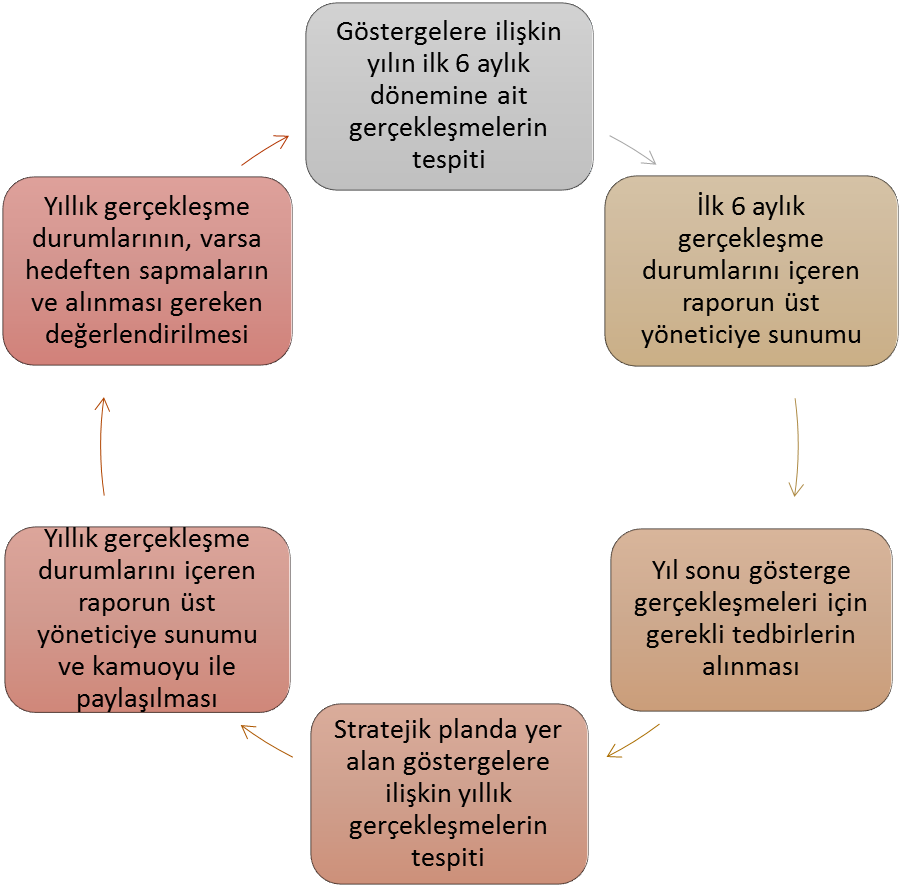 Göstergelere ilişkin
yılın ilk 6 aylık
dönemine ait
gerçekleşmelerin
tespiti
İlk 6 aylık
gerçekleşme
durumlarını içeren
raporun üst
yöneticiye sunumu
Yıl sonu gösterge
gerçekleşmeleri için
gerekli tedbirlerin
alınması
Stratejik planda yer
alan göstergelere
ilişkin yıllık
gerçekleşmelerin
tespiti
Yıllık gerçekleşme
durumlarını içeren
raporun üst
yöneticiye sunumu
ve kamuoyu ile
paylaşılması
Yıllık gerçekleşme
durumlarının, varsa
hedeften sapmaların
ve alınması gereken
değerlendirilmesi